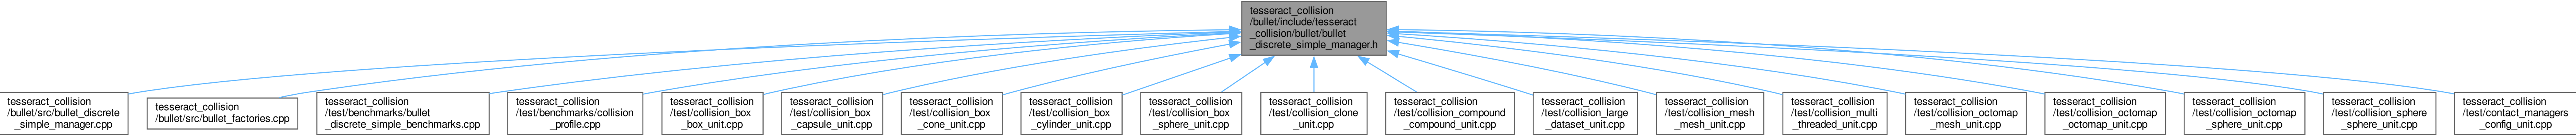 tesseract_collision
/bullet/include/tesseract
_collision/bullet/bullet
_discrete_simple_manager.h
tesseract_collision
/bullet/src/bullet_discrete
_simple_manager.cpp
tesseract_collision
/bullet/src/bullet_factories.cpp
tesseract_collision
/test/benchmarks/bullet
_discrete_simple_benchmarks.cpp
tesseract_collision
/test/benchmarks/collision
_profile.cpp
tesseract_collision
/test/collision_box
_box_unit.cpp
tesseract_collision
/test/collision_box
_capsule_unit.cpp
tesseract_collision
/test/collision_box
_cone_unit.cpp
tesseract_collision
/test/collision_box
_cylinder_unit.cpp
tesseract_collision
/test/collision_box
_sphere_unit.cpp
tesseract_collision
/test/collision_clone
_unit.cpp
tesseract_collision
/test/collision_compound
_compound_unit.cpp
tesseract_collision
/test/collision_large
_dataset_unit.cpp
tesseract_collision
/test/collision_mesh
_mesh_unit.cpp
tesseract_collision
/test/collision_multi
_threaded_unit.cpp
tesseract_collision
/test/collision_octomap
_mesh_unit.cpp
tesseract_collision
/test/collision_octomap
_octomap_unit.cpp
tesseract_collision
/test/collision_octomap
_sphere_unit.cpp
tesseract_collision
/test/collision_sphere
_sphere_unit.cpp
tesseract_collision
/test/contact_managers
_config_unit.cpp